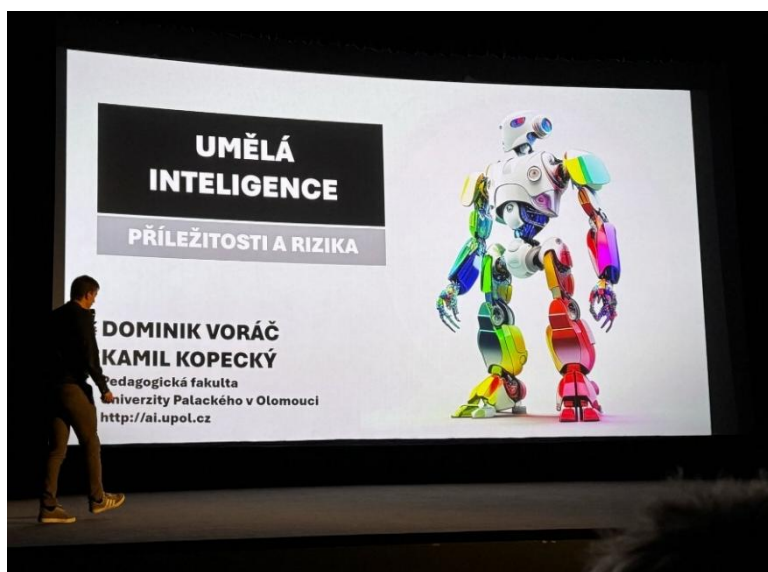 UMĚLÁ
INTELIGENCE
PŘÍLEŽITOSTI A RIZIKA
DOMINIK VORÁČ
KAMIL KOPECKÝ
Pedagogická fakulta
Univerzity Palackého v Olomouci
http://ai.upol.cz